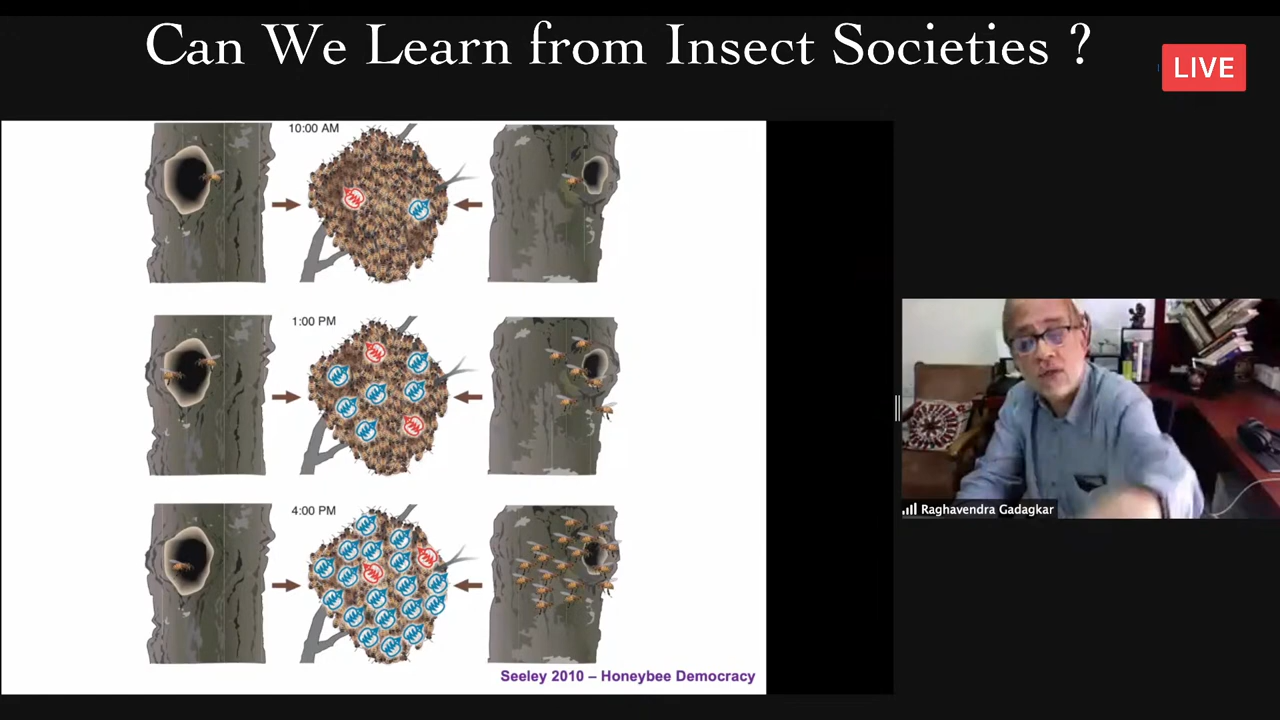 Can We Learn from Insect Societies ?
LIVE
10:00 AM
1:00 PM
4:00 PM
Seeley 2010 – Honeybee Democracy
Raghavendra Gadagkar